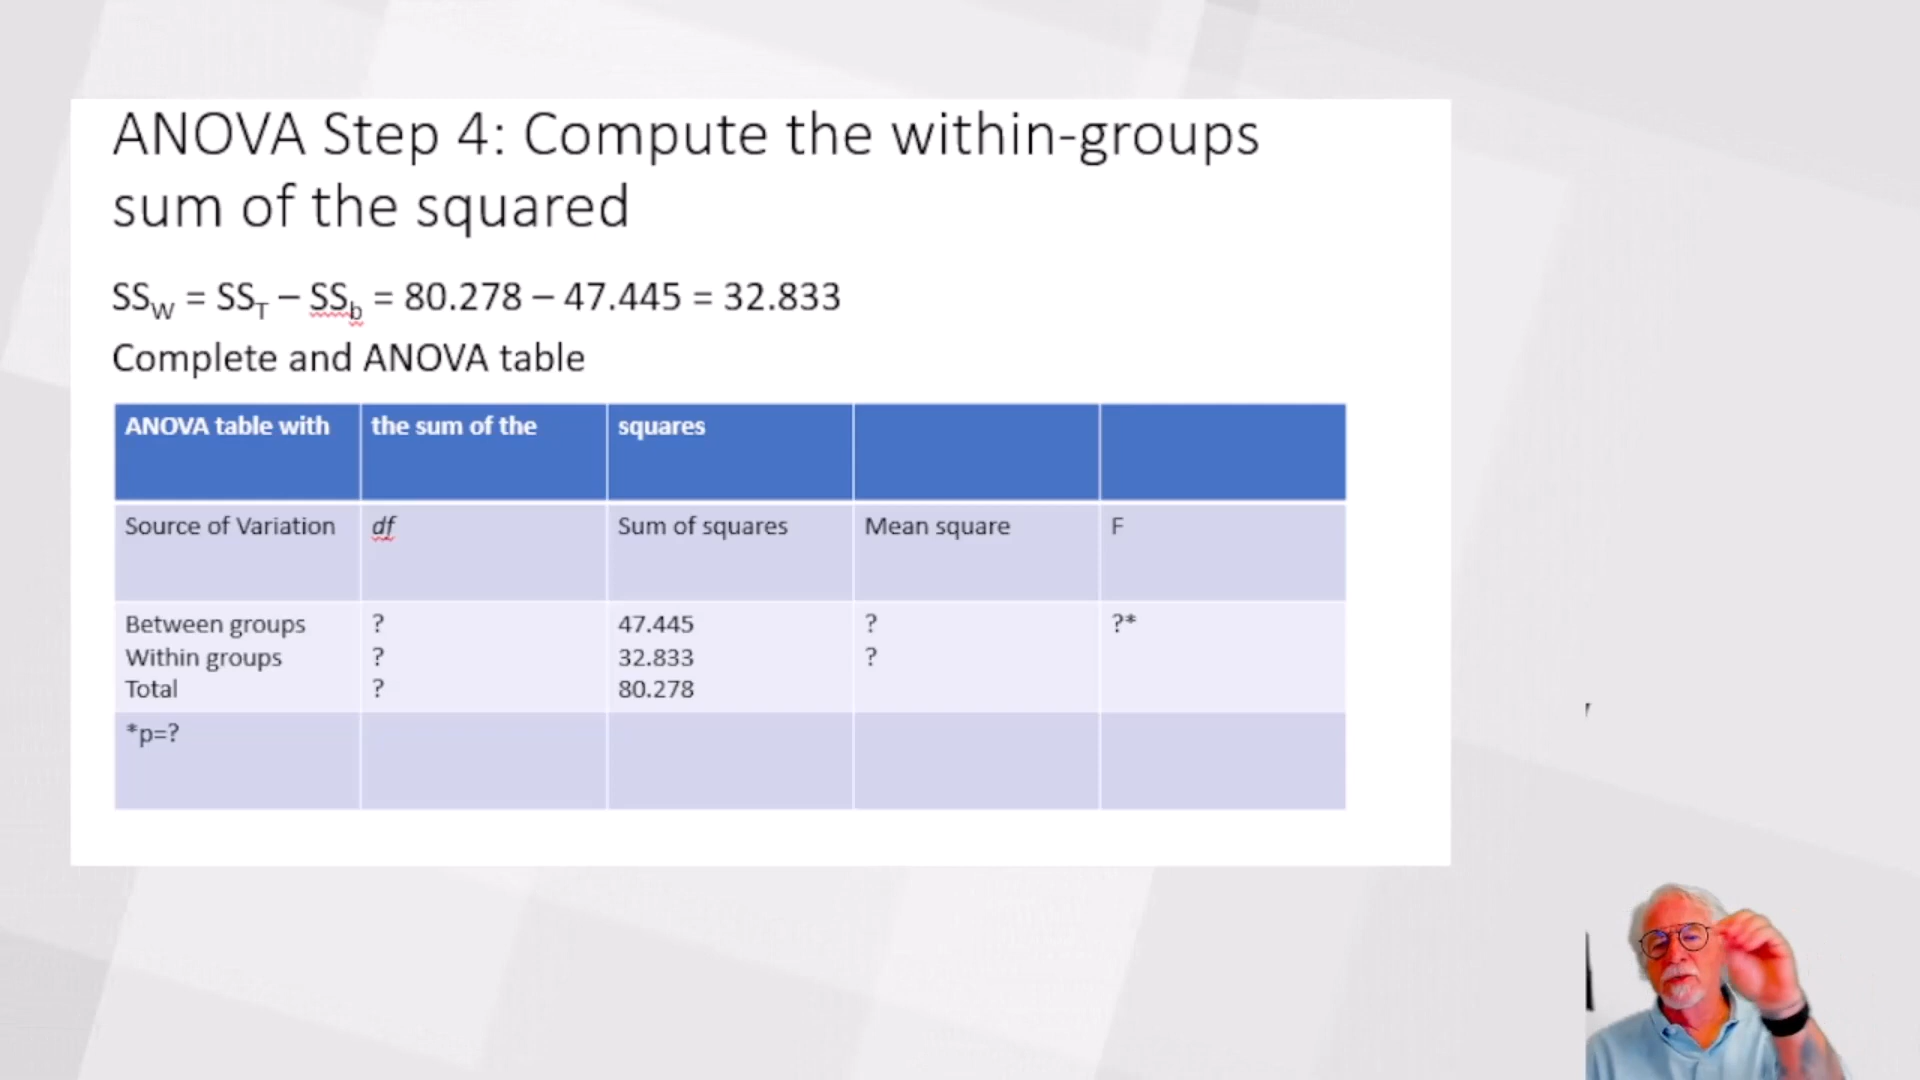 ANOVA Step 4: Compute the within-groups
sum of the squared
SSW = SST – SSb = 80.278 – 47.445 = 32.833
Complete and ANOVA table
ANOVA table with the sum of the squares
Source of Variation df Sum of squares Mean square F
Between groups ? 47.445 ? ?*
Within groups ? 32.833 ?
Total ? 80.278
*p=?